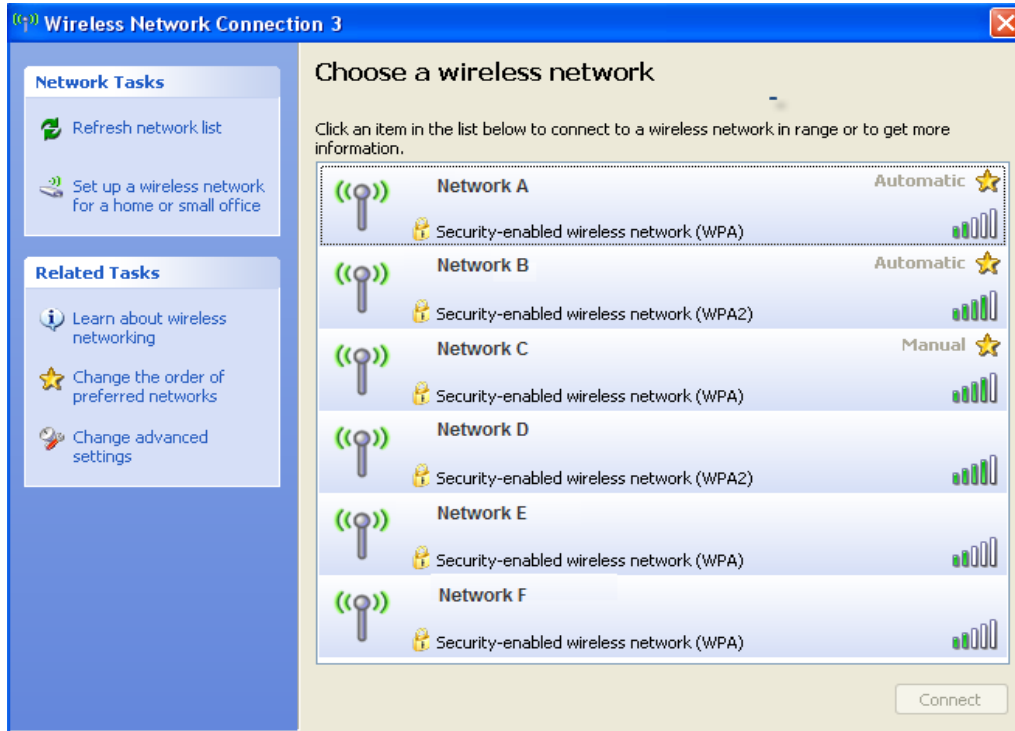 Wireless Network Connection 3
Network Tasks
Refresh network list
Set up a wireless network
for a home or small office
Related Tasks
Learn about wireless
networking
Change the order of
preferred networks
Change advanced
settings
Choose a wireless network
Click an item in the list below to connect to a wireless network in range or to get more
information.
Network A Automatic
Security-enabled wireless network (WPA)
Network B Automatic
Security-enabled wireless network (WPA2)
Network C Manual
Security-enabled wireless network (WPA)
Network D
Security-enabled wireless network (WPA2)
Network E
Security-enabled wireless network (WPA)
Network F
Security-enabled wireless network (WPA)
Connect